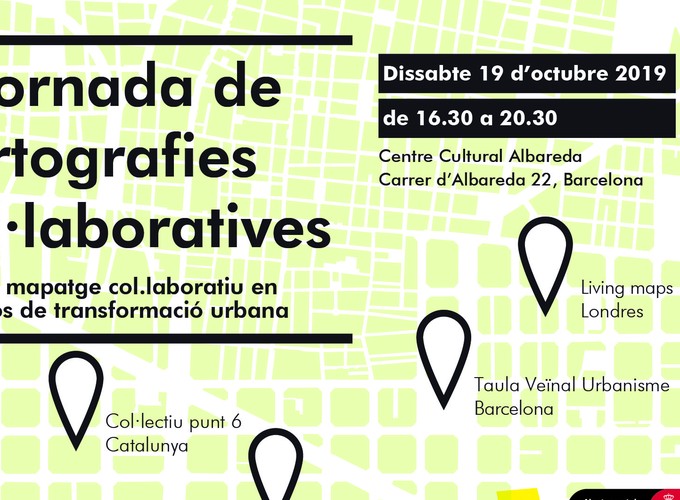 ornada de
rtografies
·laboratives
mapatge col.laboratiu en
os de transformació urbana
Dissabte 19 d'octubre 2019
de 16.30 a 20.30
Centre Cultural Albareda
Carrer d'Albareda 22, Barcelona
Living maps
Londres
Taula Veïnal Urbanisme
Barcelona
Col·lectiu punt 6
Catalunya